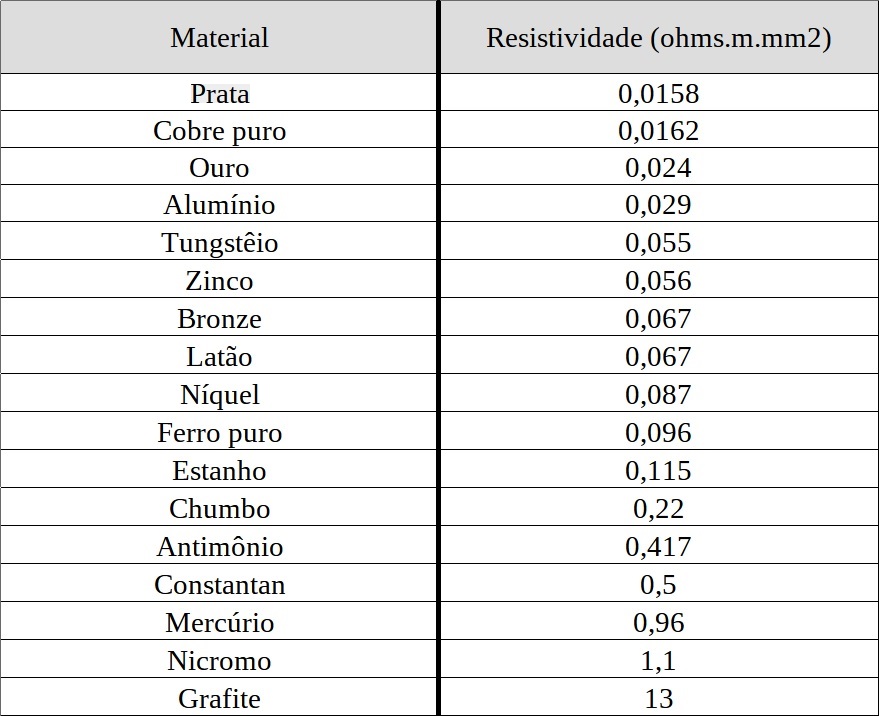 Material Resistividade (ohms.m.mm2)
Prata 0,0158
Cobre puro 0,0162
Ouro 0,024
Alumínio 0,029
Tungstêio 0,055
Zinco 0,056
Bronze 0,067
Latão 0,067
Níquel 0,087
Ferro puro 0,096
Estanho 0,115
Chumbo 0,22
Antimônio 0,417
Constantan 0,5
Mercúrio 0,96
Nicromo 1,1
Grafite 13